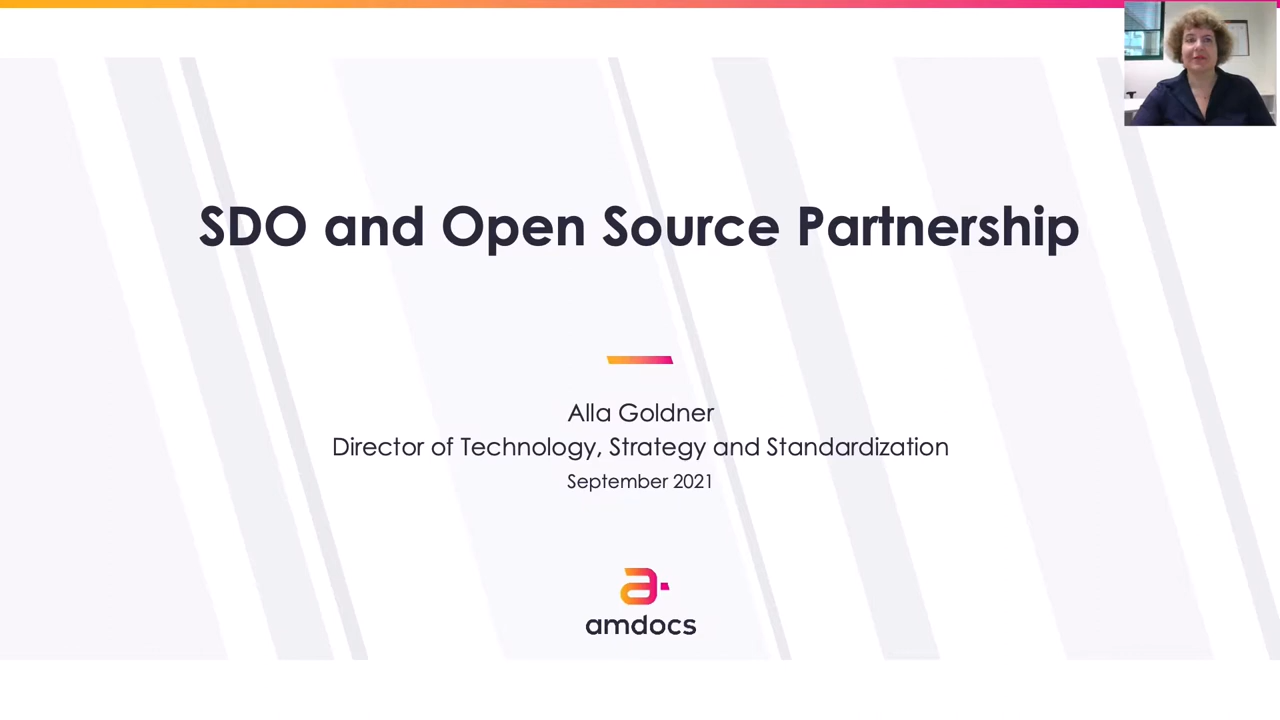 SDO and Open Source Partnership
Alla Goldner
Director of Technology, Strategy and Standardization
September 2021
amdocs